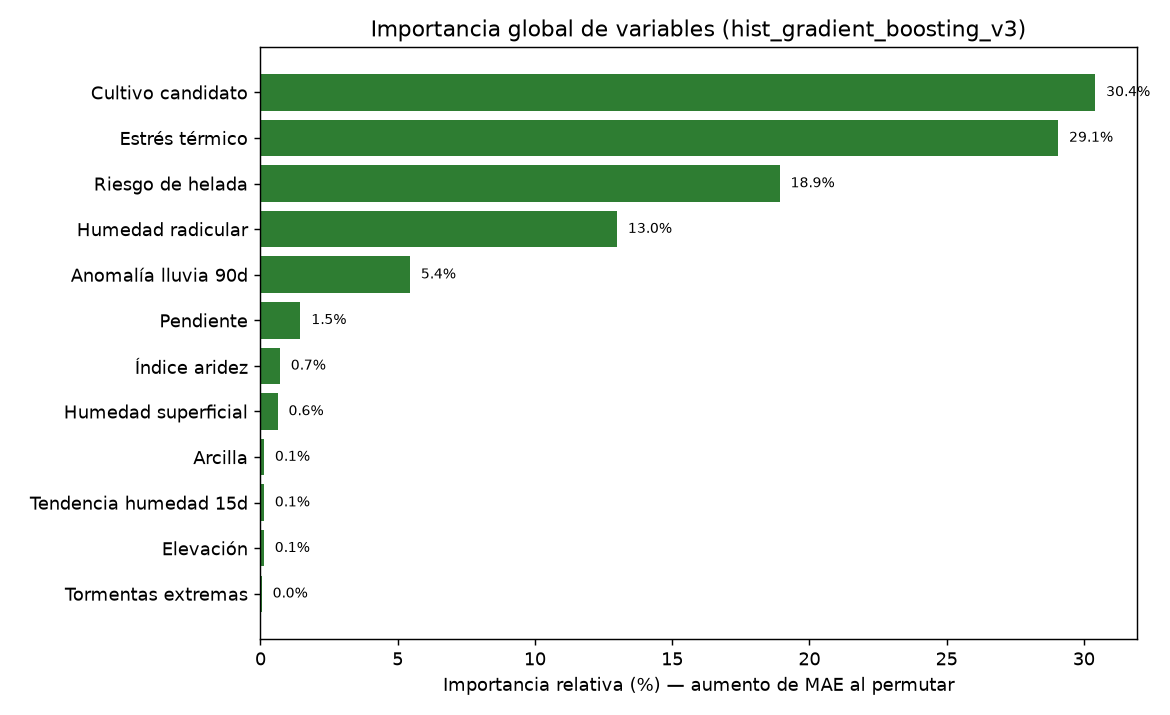 Importancia global de variables (hist_gradient_boosting_v3)
Cultivo candidato 30.4%
Estrés térmico 29.1%
Riesgo de helada 18.9%
Humedad radicular 13.0%
Anomalía lluvia 90d 5.4%
Pendiente 1.5%
Índice aridez 0.7%
Humedad superficial 0.6%
Arcilla 0.1%
Tendencia humedad 15d 0.1%
Elevación 0.1%
Tormentas extremas 0.0%
0 5 10 15 20 25 30
Importancia relativa (%) — aumento de MAE al permutar